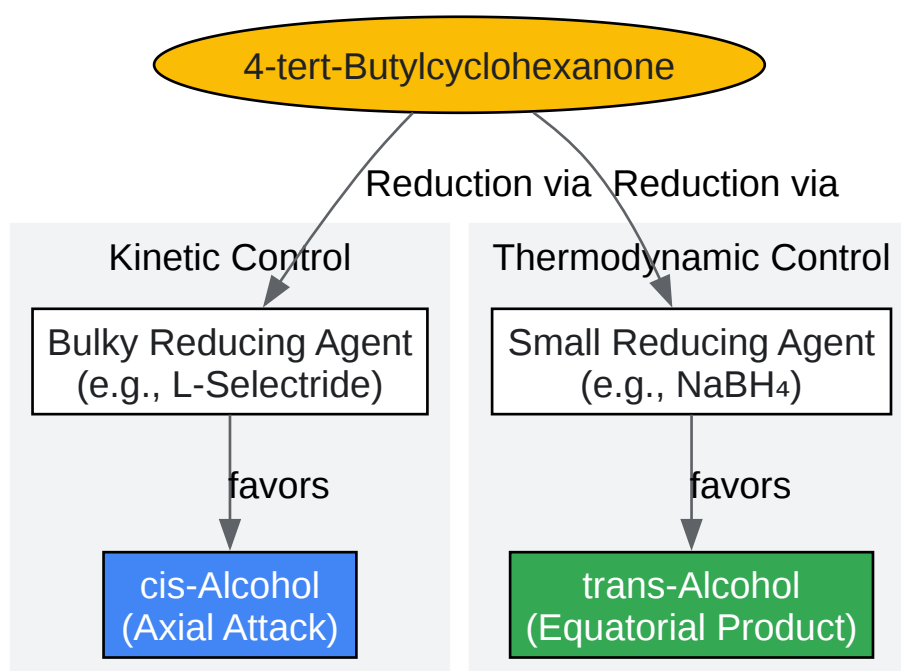 4-tert-Butylcyclohexanone
Reduction via
Reduction via
Kinetic Control
Bulky Reducing Agent
(e.g., L-Selectride)
favors
cis-Alcohol
(Axial Attack)
Thermodynamic Control
Small Reducing Agent
(e.g., NaBH₄)
favors
trans-Alcohol
(Equatorial Product)